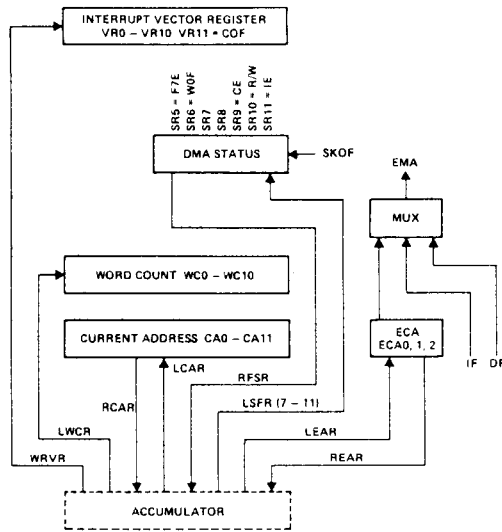 INTERRUPT VECTOR REGISTER
VR0 – VR10 VR11 = COF
SR5 = F7E
SR6 = WOF
SR7
SR8
SR9 = CE
SR10 = R/W
SR11 = IE
DMA STATUS
SKOF
EMA
MUX
WORD COUNT WC0 – WC10
CURRENT ADDRESS CA0 – CA11
ECA
ECA0, 1, 2
IF
DF
LCAR
RFSR
RCAR
LSFR (7 – 11)
LEAR
LWCR
WRVR
REAR
ACCUMULATOR